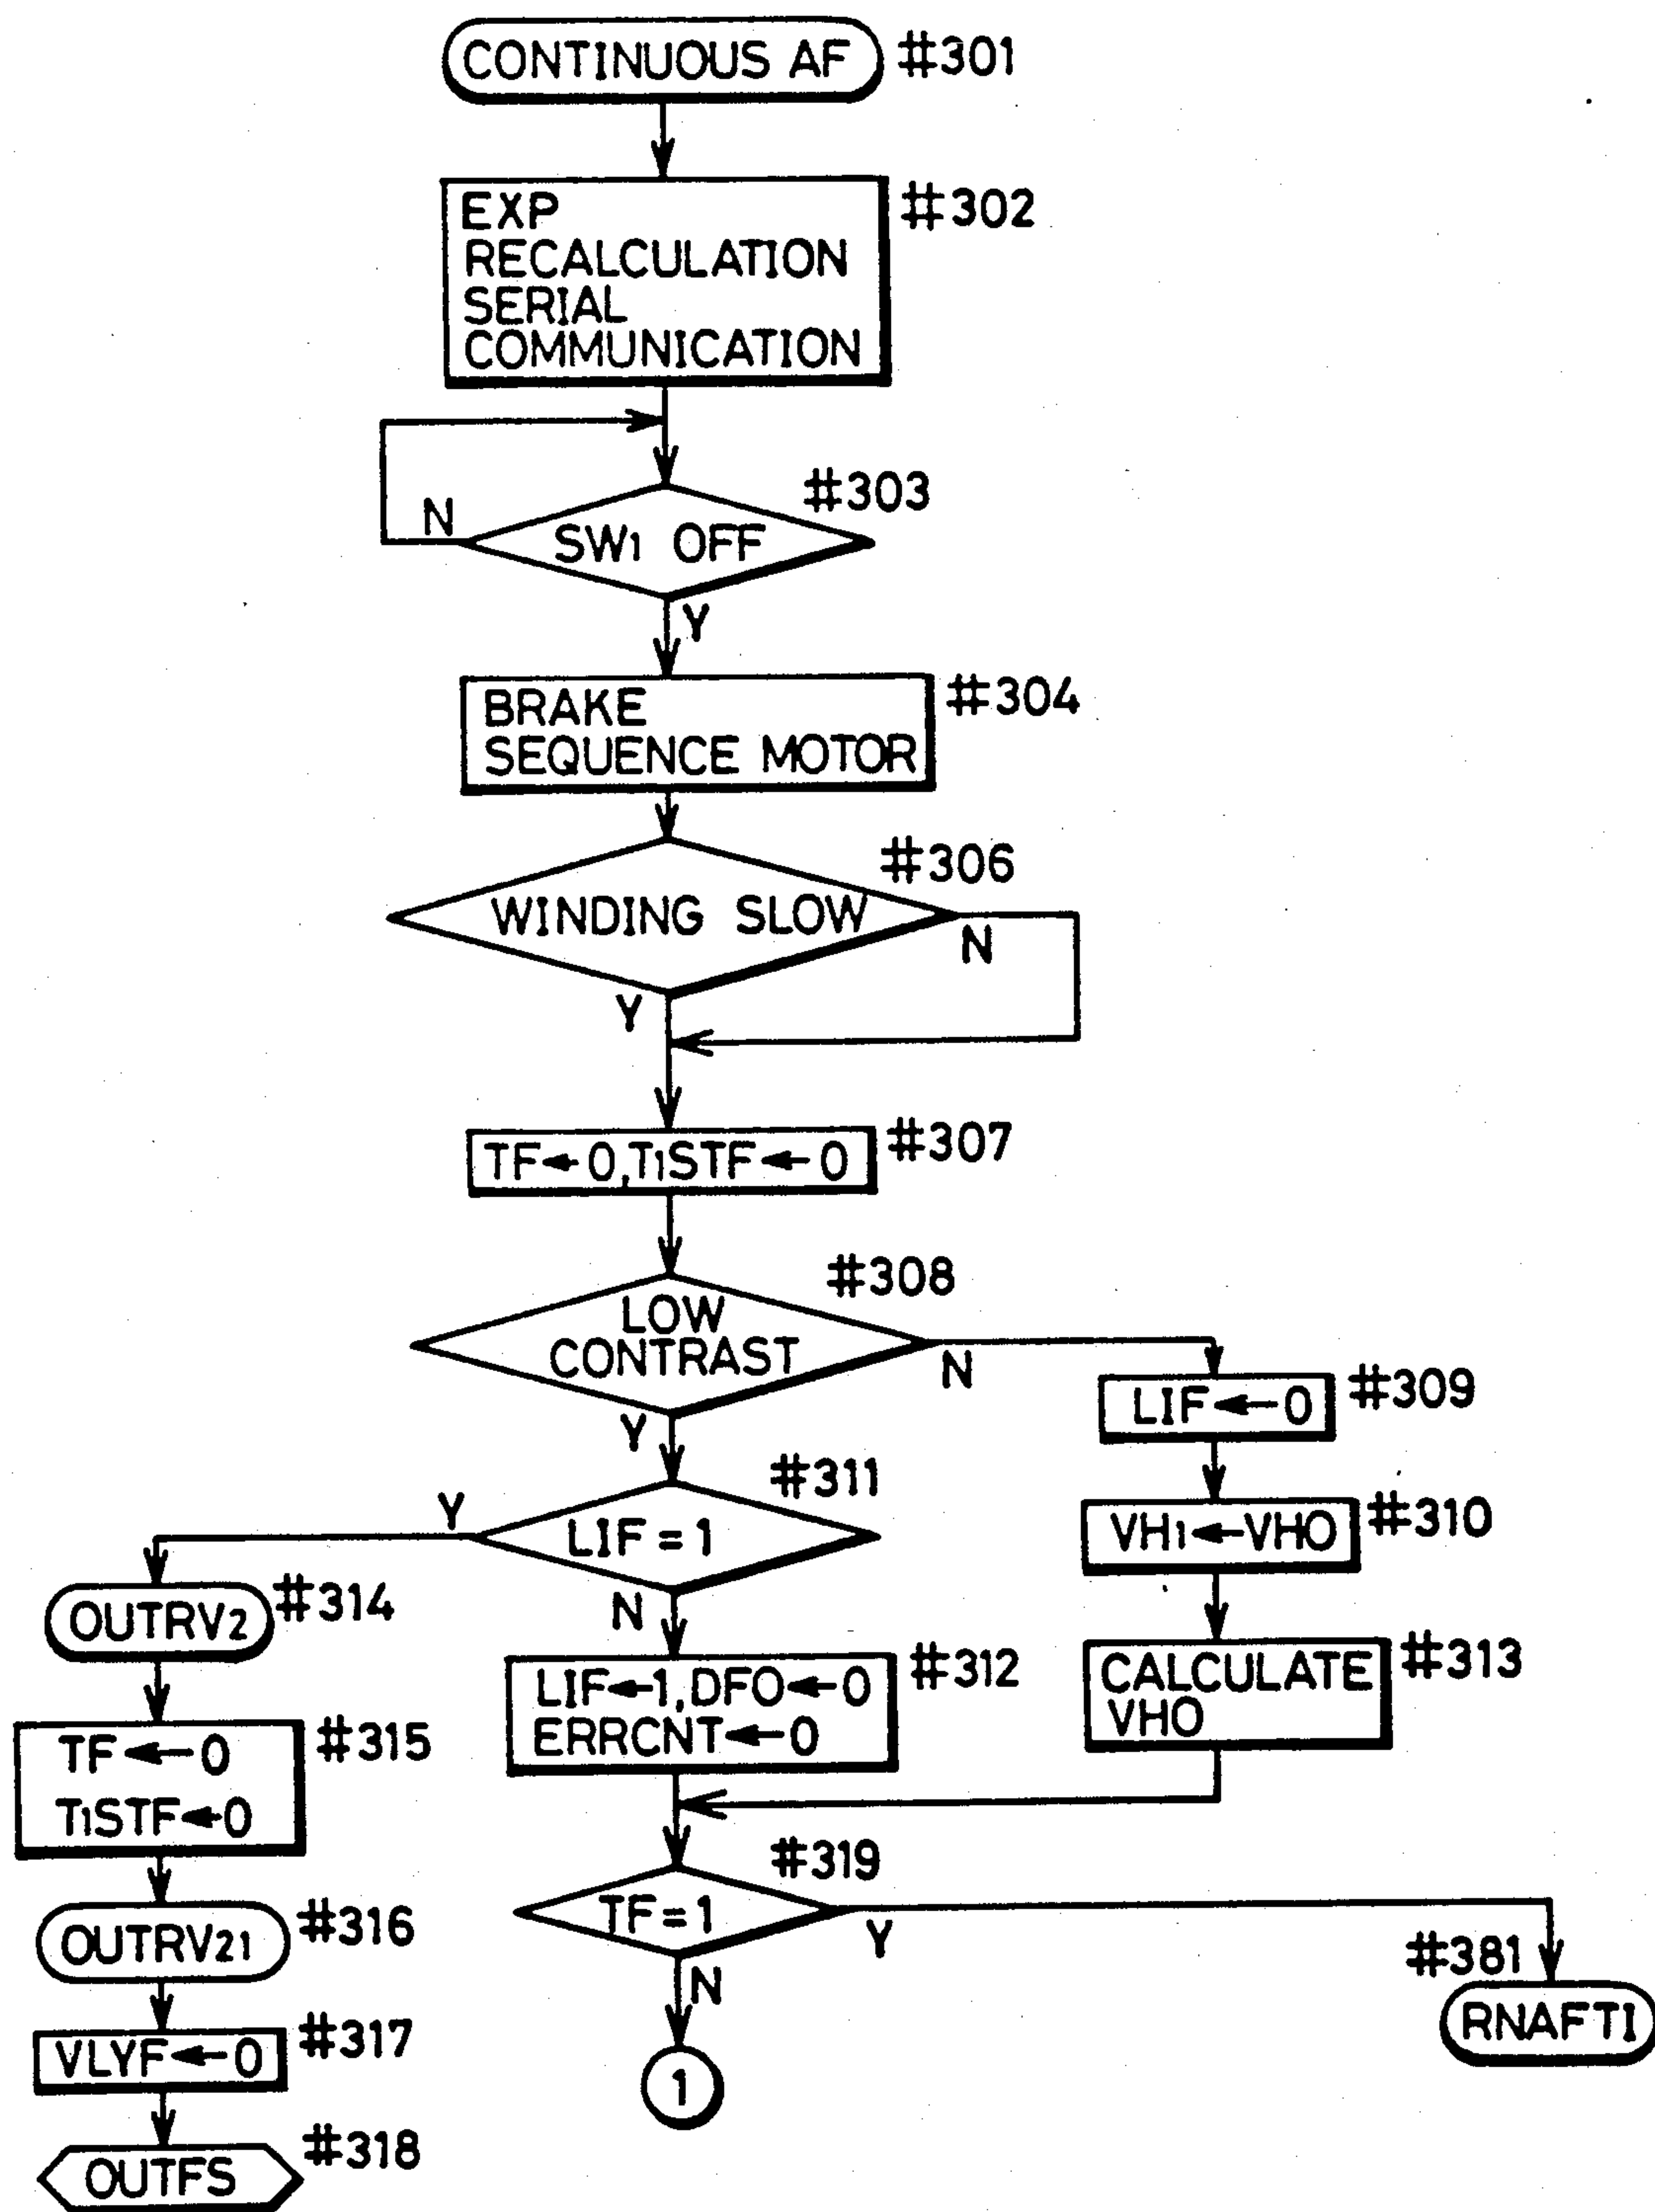 CONTINUOUS AF #301
EXP #302
RECALCULATION
SERIAL
COMMUNICATION
#303
N
SW1 OFF
Y
BRAKE #304
SEQUENCE MOTOR
#306
WINDING SLOW
N
Y
TF←0,T1STF←0 #307
#308
LOW
CONTRAST
N
Y
LIF←0 #309
#311
Y
LIF=1
VH1←VH0 #310
N
OUTRV2 #314
LIF←1,DF0←0 #312
ERRCNT←0
CALCULATE #313
VH0
TF←0 #315
T1STF←0
#319
TF=1
Y
OUTRV21 #316
N
#381
RNAFTI
VLYF←0 #317
1
OUTFS #318